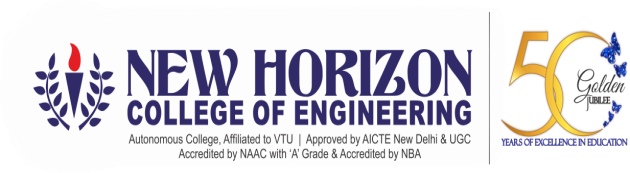 NEW HORIZON
COLLEGE OF ENGINEERING
Autonomous College, Affiliated to VTU | Approved by AICTE New Delhi & UGC
Accredited by NAAC with ‘A’ Grade & Accredited by NBA
50
Golden
JUBILEE
YEARS OF EXCELLENCE IN EDUCATION